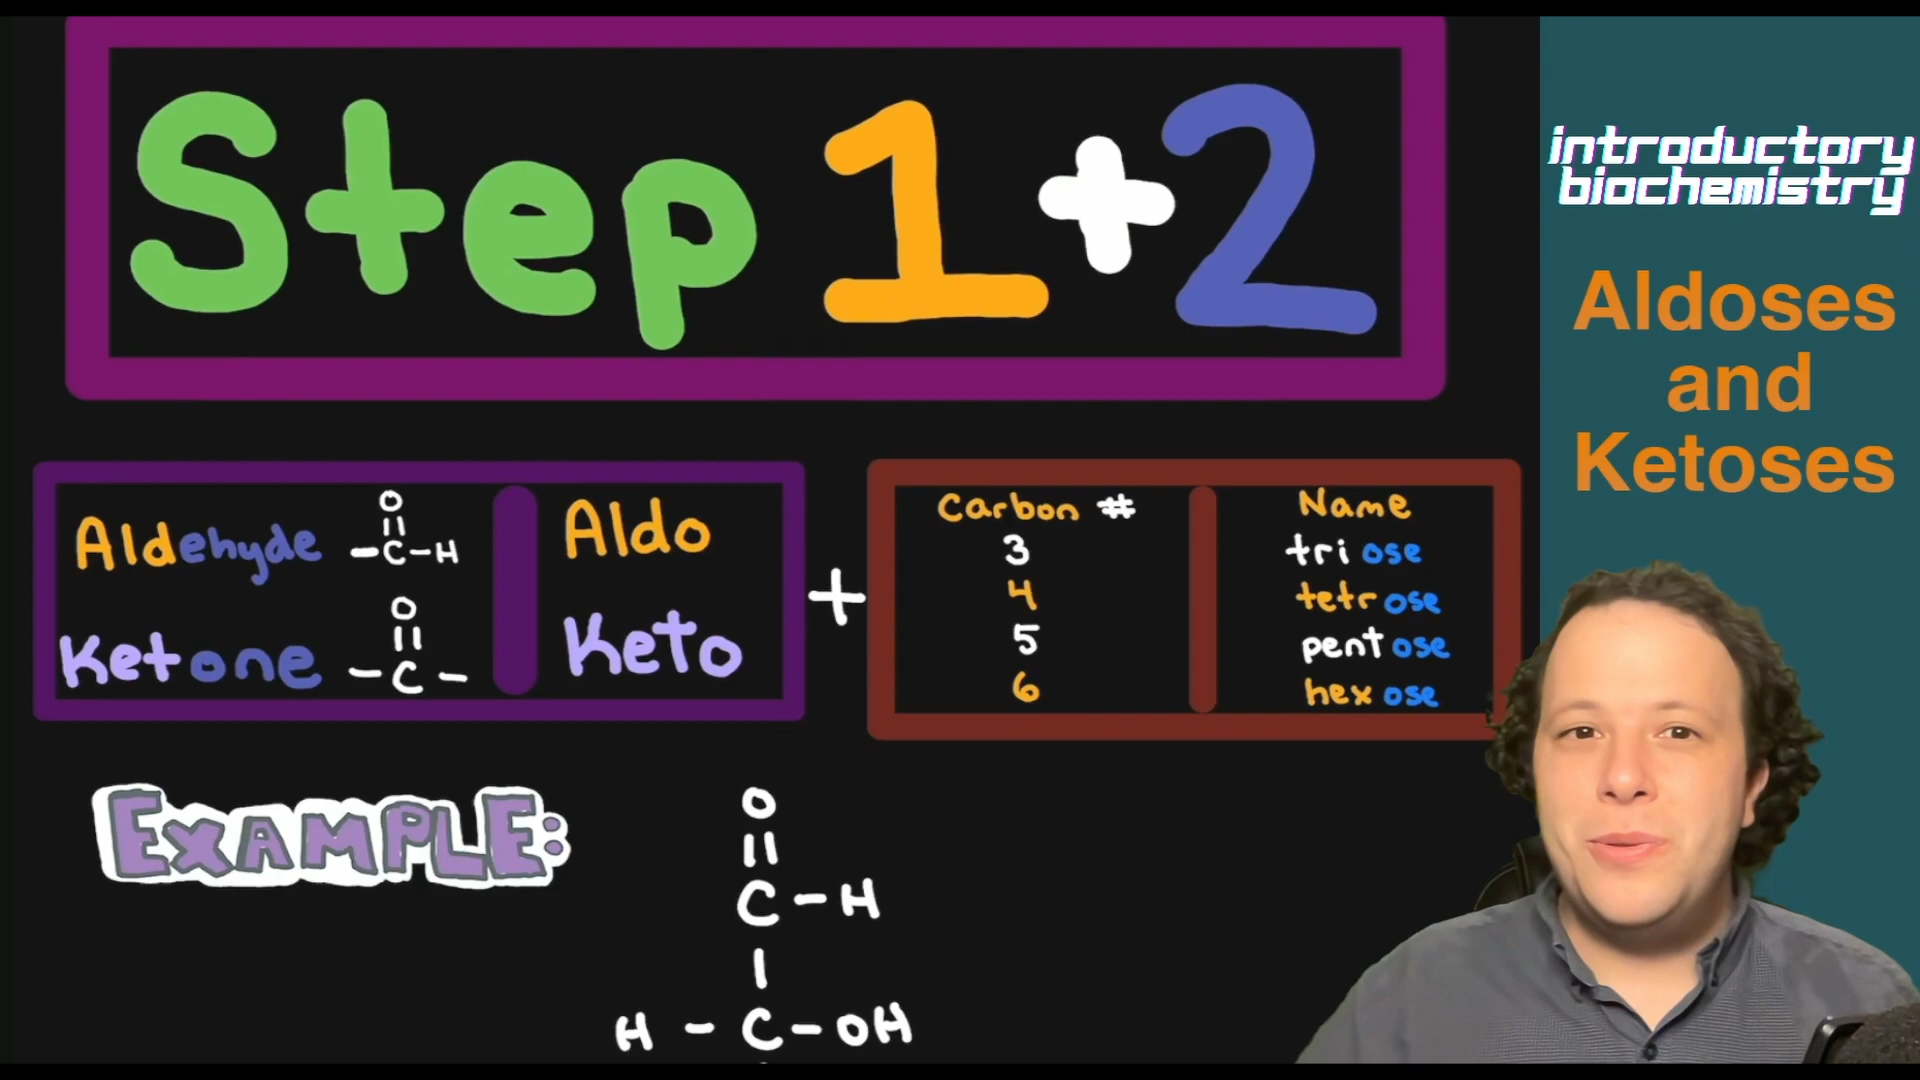 Step 1+2
introductory
biochemistry
Aldoses
and
Ketoses
Aldehyde
O
-C-H
Aldo
Ketone
O
-C-
Keto
+
Carbon # Name
3 triose
4 tetrose
5 pentose
6 hexose
EXAMPLE:
O
C-H
H-C-OH